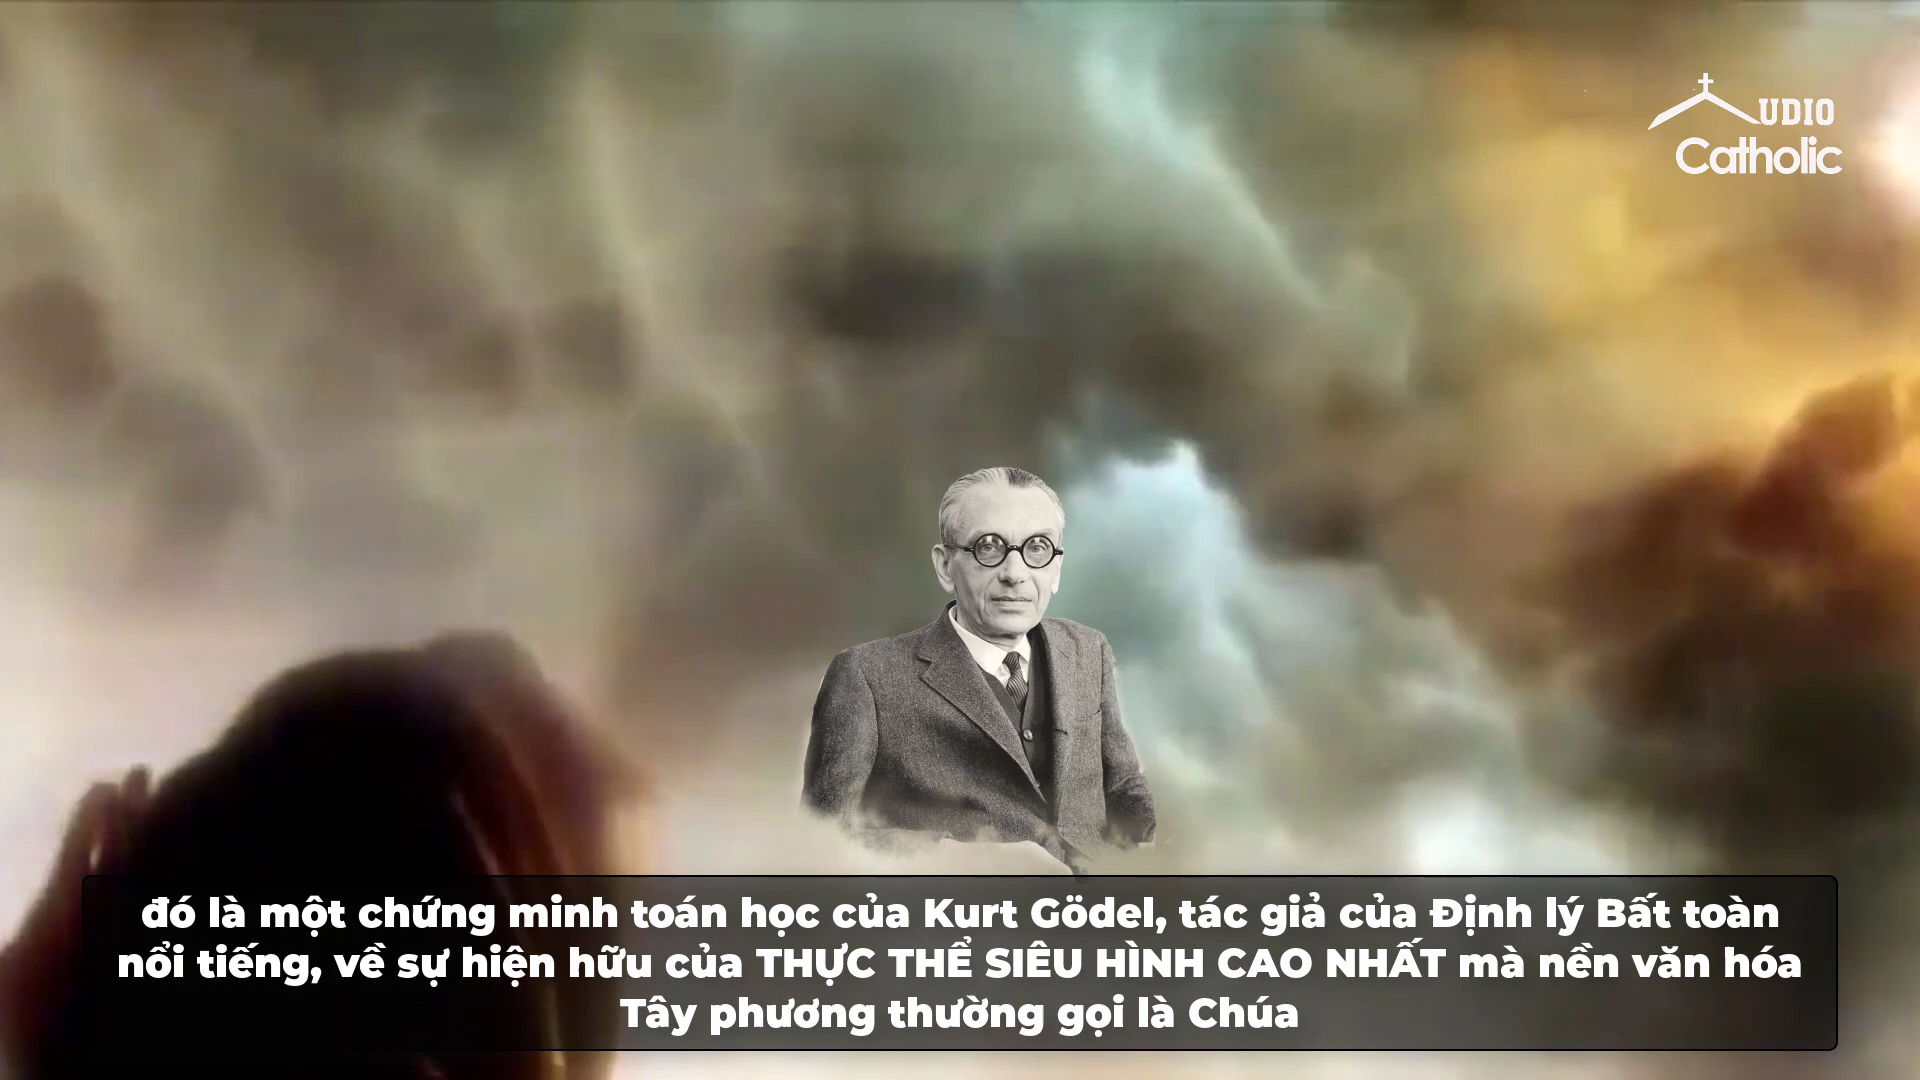 UDIO
Catholic
đó là một chứng minh toán học của Kurt Gödel, tác giả của Định lý Bất toàn
nổi tiếng, về sự hiện hữu của THỰC THỂ SIÊU HÌNH CAO NHẤT mà nền văn hóa
Tây phương thường gọi là Chúa